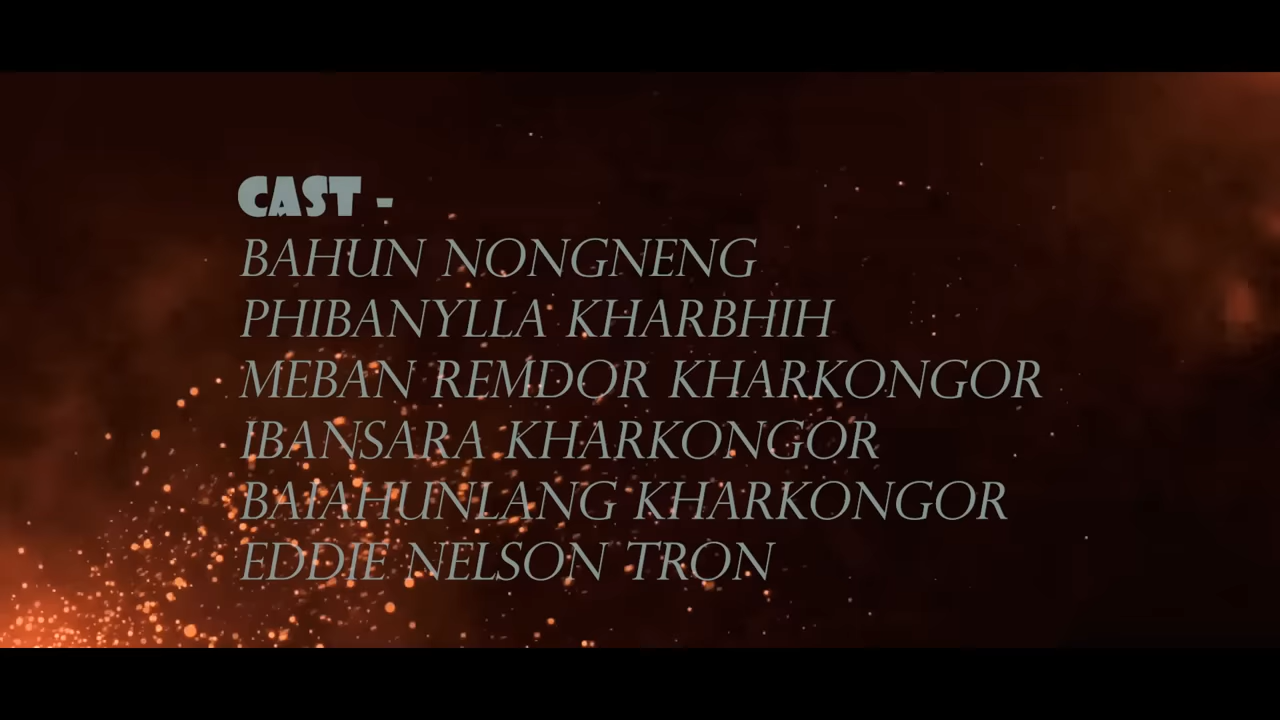 CAST -
BAHUN NONGNENG
PHIBANYLLA KHARBHIH
MEBAN REMDOR KHARKONGOR
IBANSARA KHARKONGOR
BAIAHUNLANG KHARKONGOR
EDDIE NELSON TRON